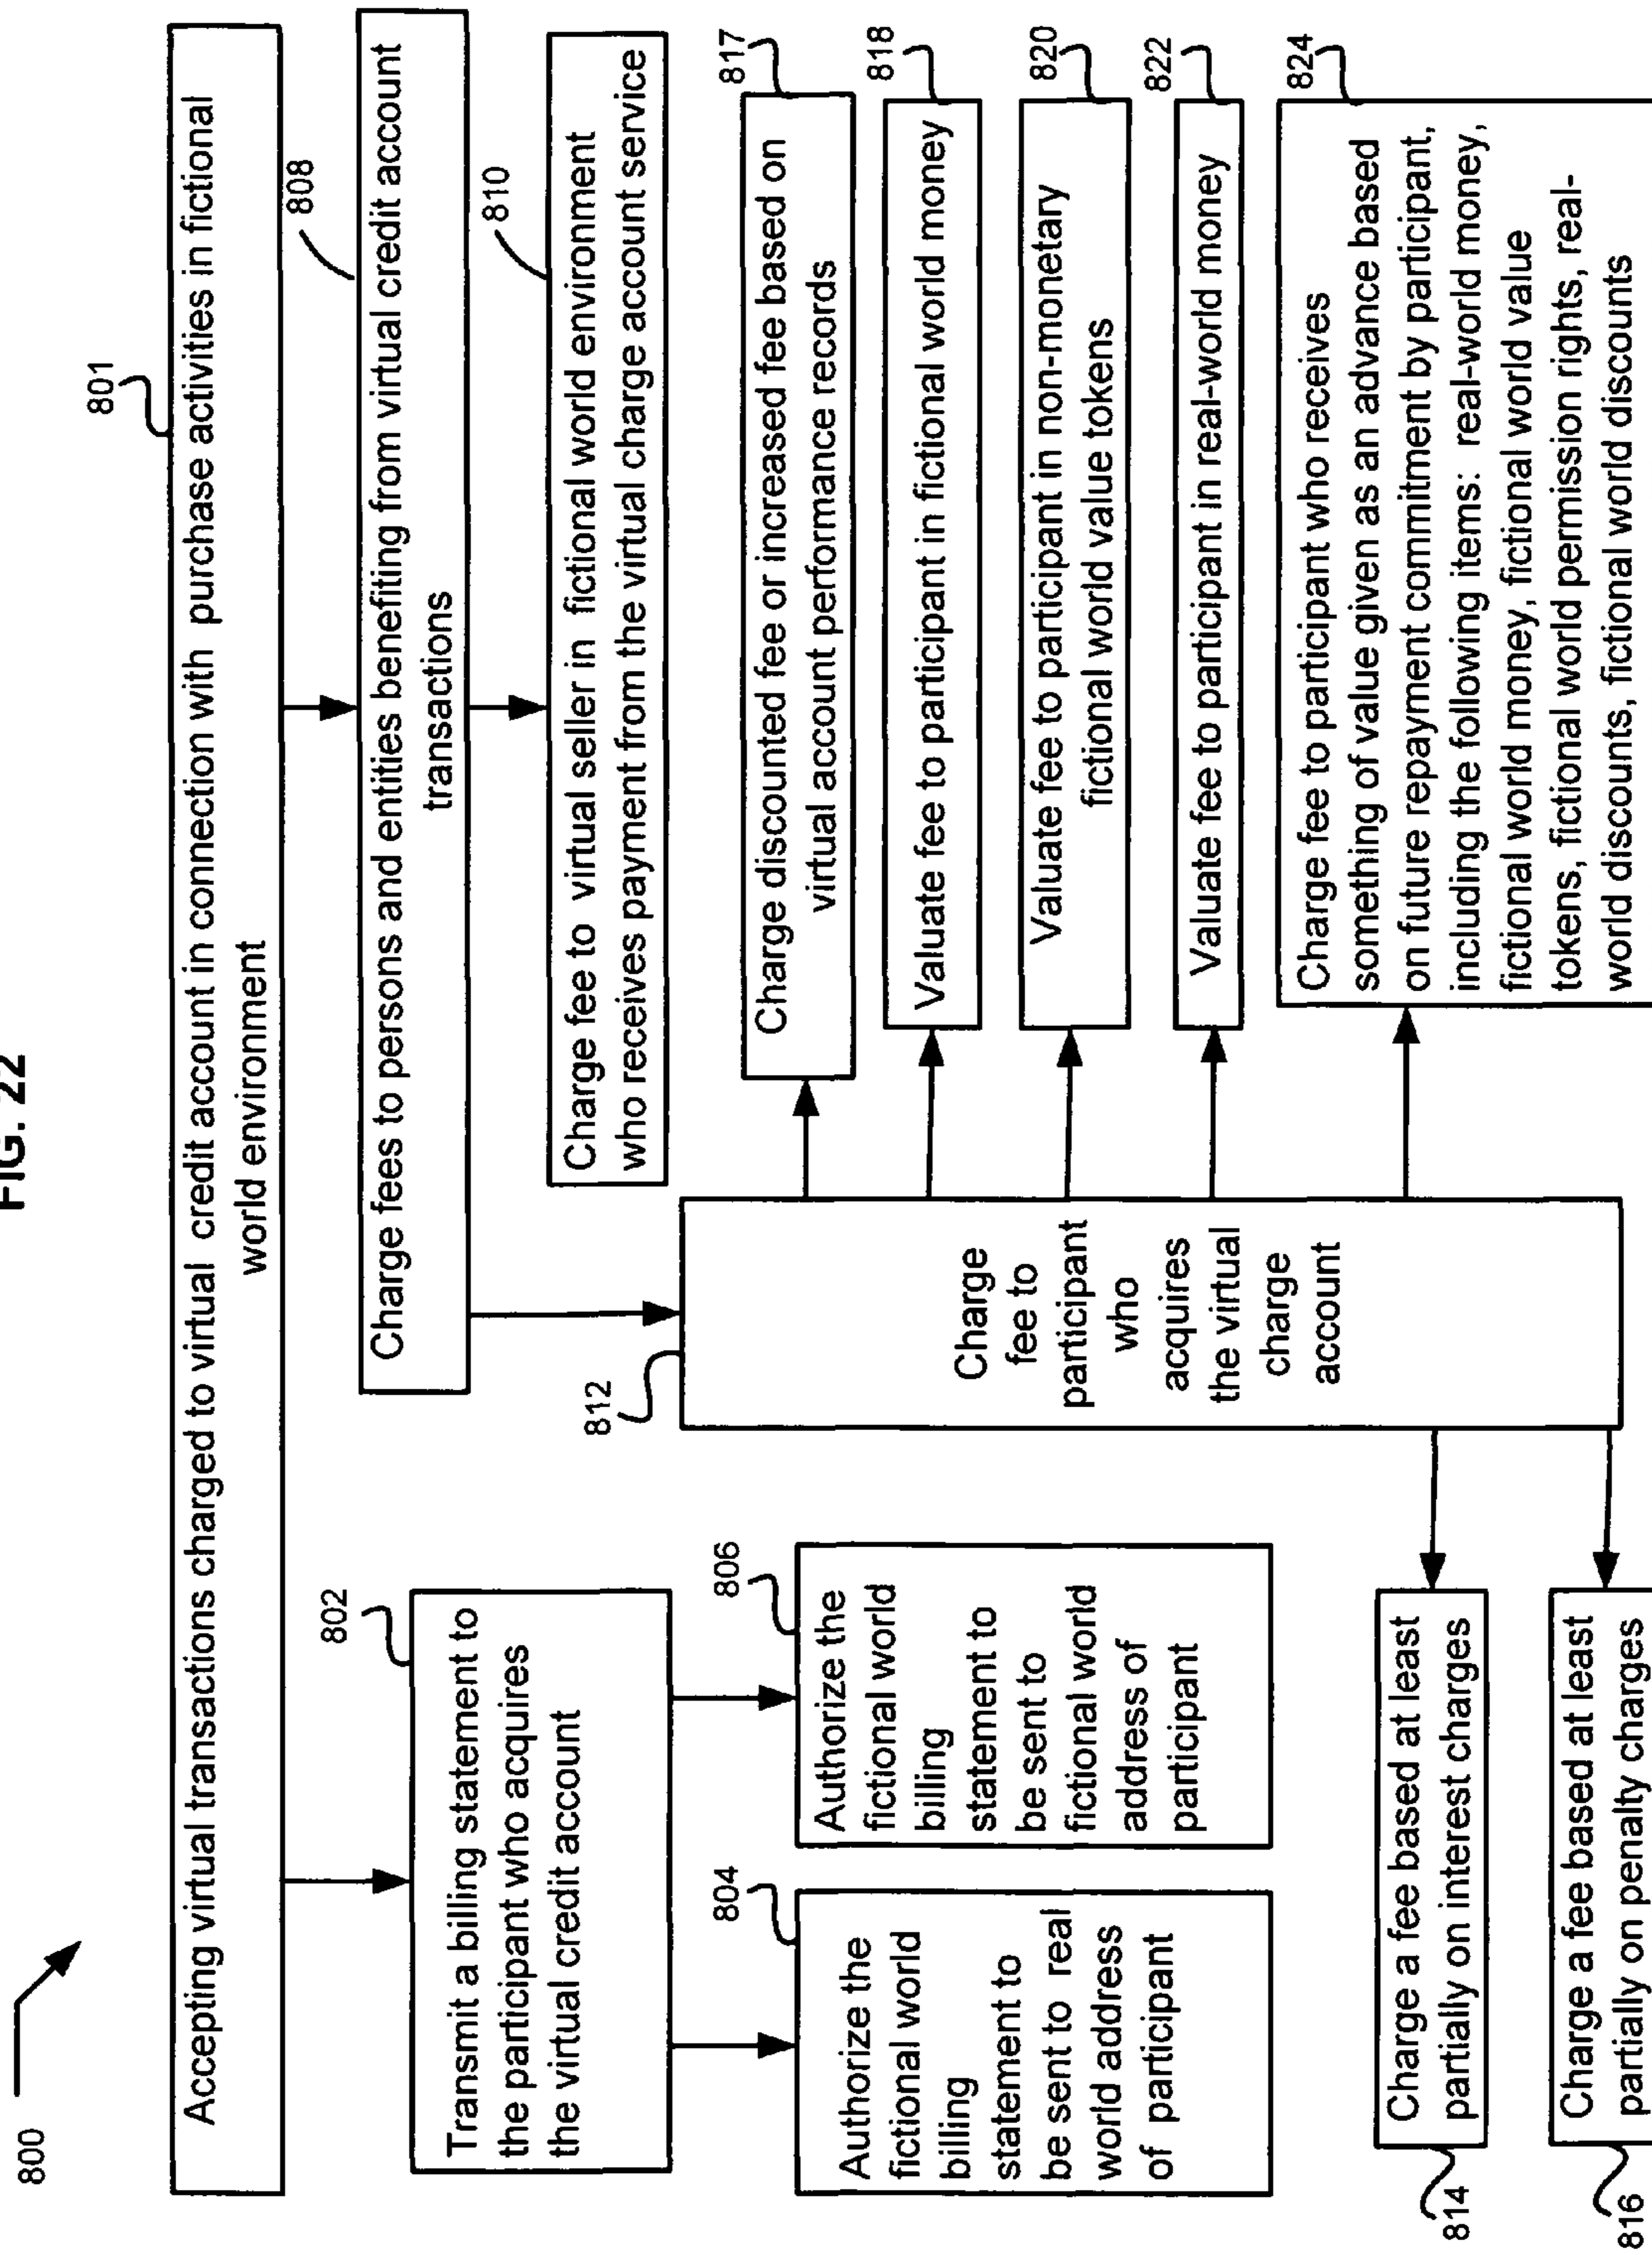 FIG. 22
800
801
Accepting virtual transactions charged to virtual credit account in connection with purchase activities in fictional
world environment
802
Transmit a billing statement to
the participant who acquires
the virtual credit account
808
Charge fees to persons and entities benefiting from virtual credit account
transactions
810
Charge fee to virtual seller in fictional world environment
who receives payment from the virtual charge account service
804
Authorize the
fictional world
billing
statement to
be sent to real
world address
of participant
806
Authorize the
fictional world
billing
statement to
be sent to
fictional world
address of
participant
812
Charge
fee to
participant
who
acquires
the virtual
charge
account
817
Charge discounted fee or increased fee based on
virtual account performance records
818
Valuate fee to participant in fictional world money
820
Valuate fee to participant in non-monetary
fictional world value tokens
822
Valuate fee to participant in real-world money
824
Charge fee to participant who receives
something of value given as an advance based
on future repayment commitment by participant,
including the following items: real-world money,
fictional world money, fictional world value
tokens, fictional world permission rights, real-
world discounts, fictional world discounts
814
Charge a fee based at least
partially on interest charges
816
Charge a fee based at least
partially on penalty charges